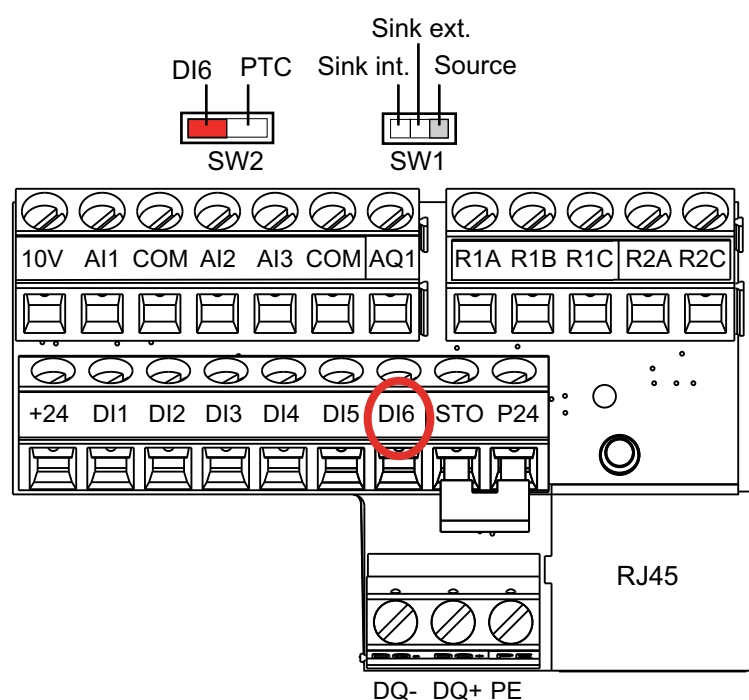 Sink ext.
DI6 PTC Sink int. Source
SW2 SW1
10V AI1 COM AI2 AI3 COM AQ1 R1A R1B R1C R2A R2C
+24 DI1 DI2 DI3 DI4 DI5 DI6 STO P24
RJ45
DQ- DQ+ PE